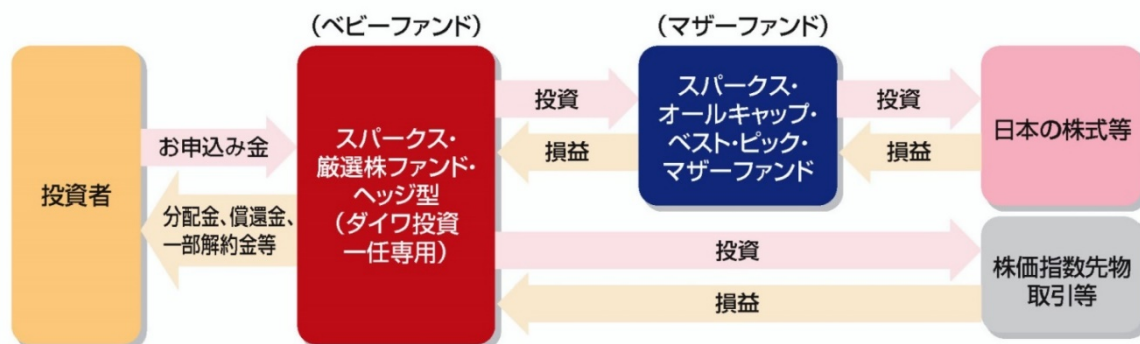 (ベビーファンド)
(マザーファンド)
投資者
お申込み金
分配金、償還金、
一部解約金等
スパークス・
厳選株ファンド・
ヘッジ型
(ダイワ投資
一任専用)
投資
損益
スパークス・
オールキャップ・
ベスト・ピック・
マザーファンド
投資
損益
日本の株式等
投資
損益
株価指数先物
取引等